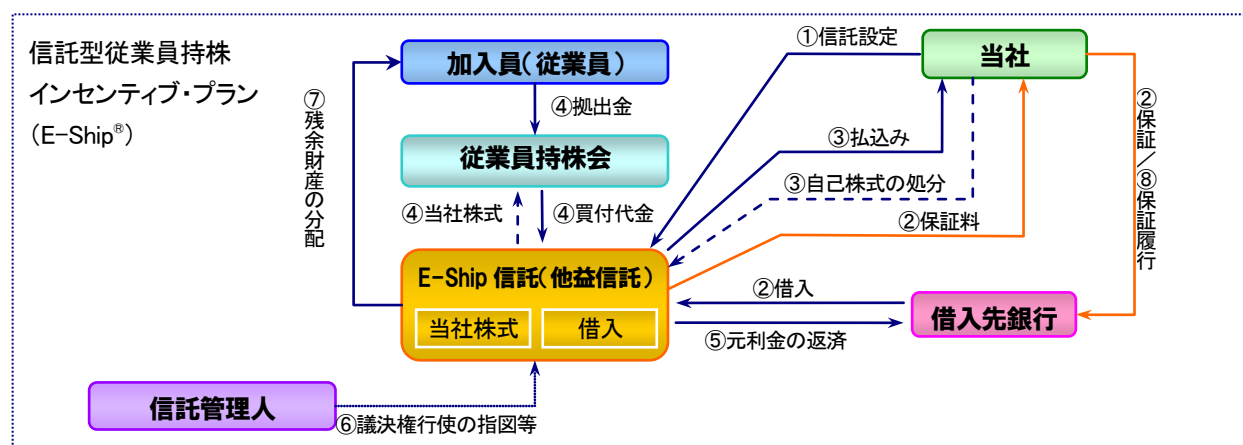 信託型従業員持株
インセンティブ・プラン
(E-Ship®)
加入員(従業員)
①信託設定
当社
④拠出金
⑦残余財産の分配
②保証/⑧保証履行
従業員持株会
③払込み
③自己株式の処分
④当社株式
④買付代金
②保証料
E-Ship 信託(他益信託)
当社株式
借入
②借入
借入先銀行
⑤元利金の返済
信託管理人
⑥議決権行使の指図等